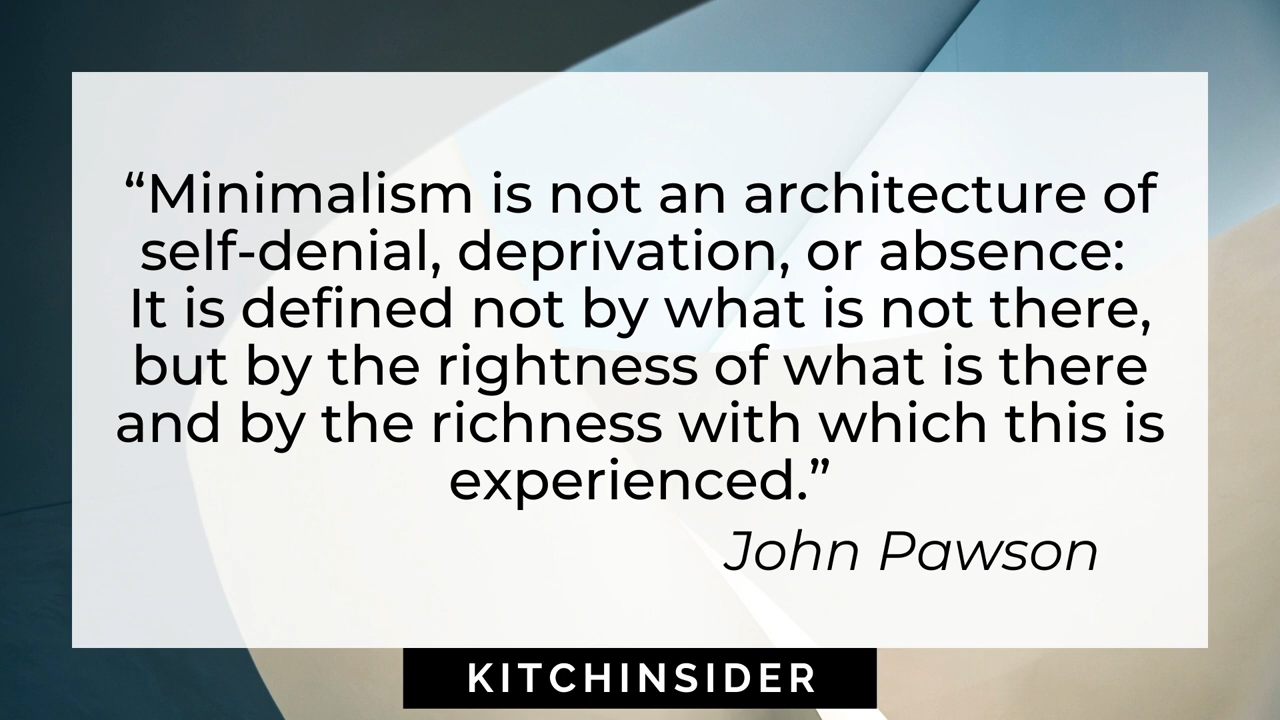 “Minimalism is not an architecture of
self-denial, deprivation, or absence:
It is defined not by what is not there,
but by the rightness of what is there
and by the richness with which this is
experienced.”
John Pawson
KITCHINSIDER